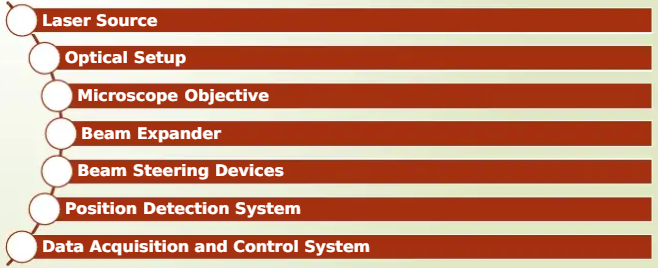 Laser Source
Optical Setup
Microscope Objective
Beam Expander
Beam Steering Devices
Position Detection System
Data Acquisition and Control System